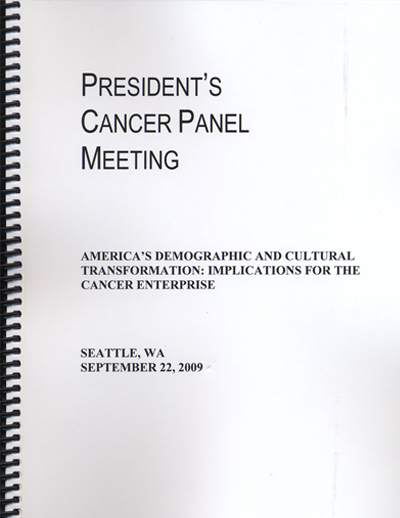 PRESIDENT'S
CANCER PANEL
MEETING
AMERICA'S DEMOGRAPHIC AND CULTURAL
TRANSFORMATION: IMPLICATIONS FOR THE
CANCER ENTERPRISE
SEATTLE, WA
SEPTEMBER 22, 2009